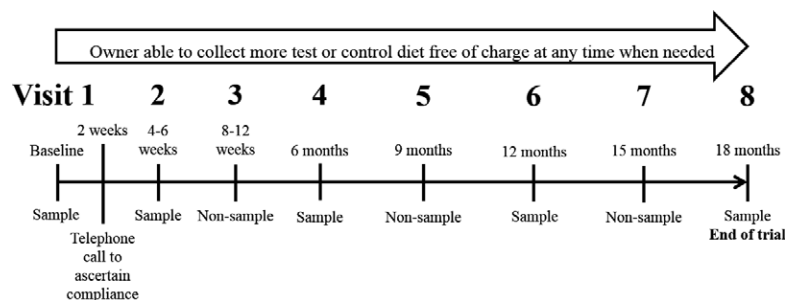 Owner able to collect more test or control diet free of charge at any time when needed
Visit 1 2 3 4 5 6 7 8
2 weeks
4-6
weeks
8-12
weeks
Baseline
6 months
9 months
12 months
15 months
18 months
Sample
Sample
Non-sample
Sample
Non-sample
Sample
Non-sample
Sample
End of trial
Telephone
call to
ascertain
compliance